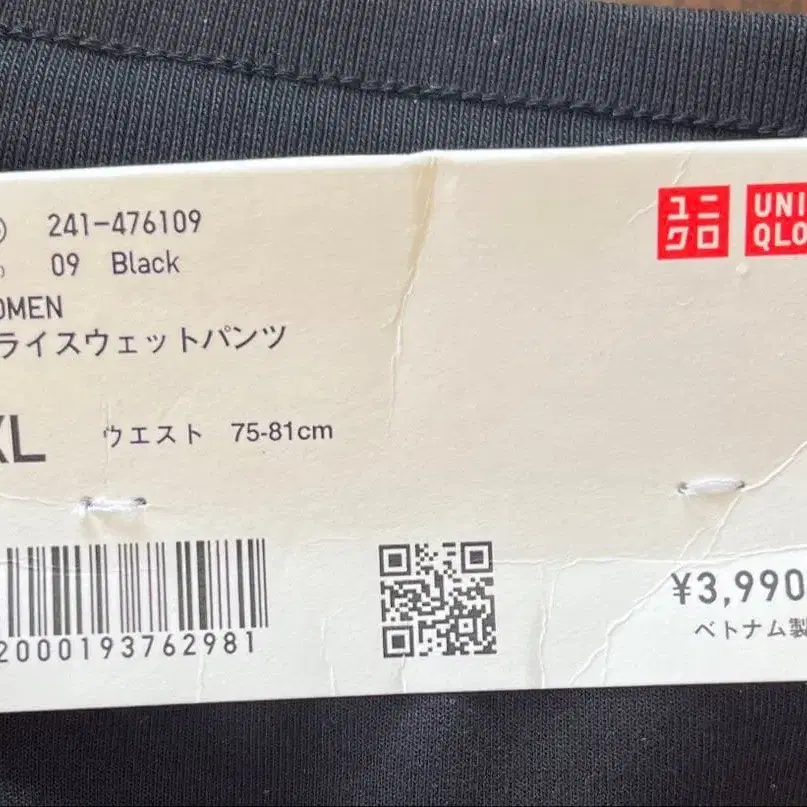 241-476109
09 Black
OMEN
ライスウェットパンツ
XL ウエスト 75-81cm
2000193762981
ユニ
クロ
UNI
QLO
¥3,990
ベトナム製